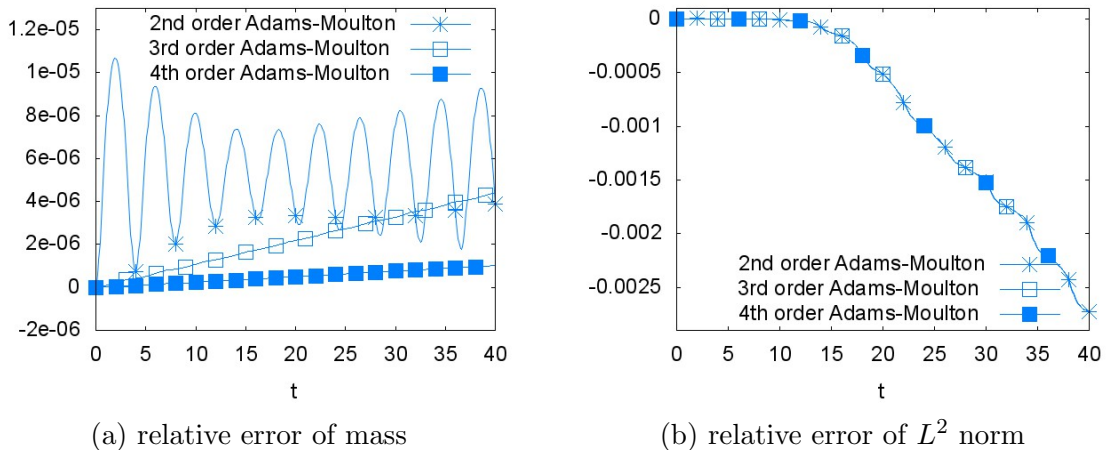 1.2e-05
1e-05
8e-06
6e-06
4e-06
2e-06
0
-2e-06
2nd order Adams-Moulton
3rd order Adams-Moulton
4th order Adams-Moulton
0 5 10 15 20 25 30 35 40
t
(a) relative error of mass
0
-0.0005
-0.001
-0.0015
-0.002
-0.0025
2nd order Adams-Moulton
3rd order Adams-Moulton
4th order Adams-Moulton
0 5 10 15 20 25 30 35 40
t
(b) relative error of L² norm